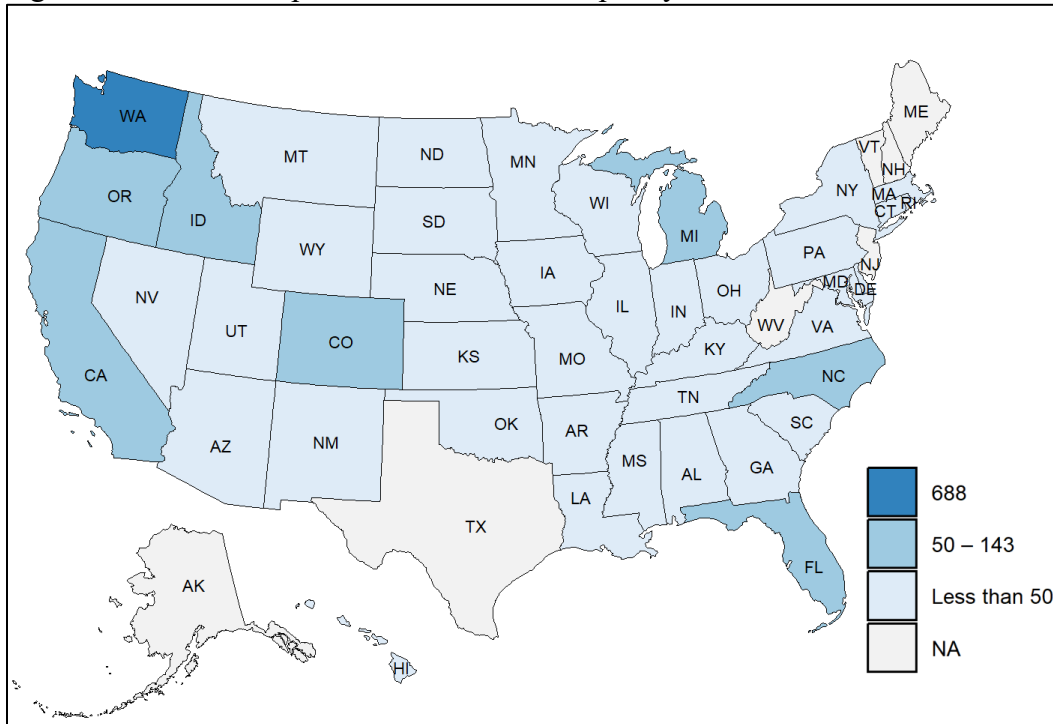 WA
MT
ND
MN
ME
VT
NH
OR
ID
SD
WI
NY
MA
CT
RI
WY
MI
IA
PA
NJ
NV
NE
OH
MD
DE
UT
IL
IN
CO
WV
VA
CA
KS
MO
KY
NC
TN
AZ
NM
OK
AR
SC
MS
AL
GA
LA
TX
FL
AK
HI
688
50 – 143
Less than 50
NA